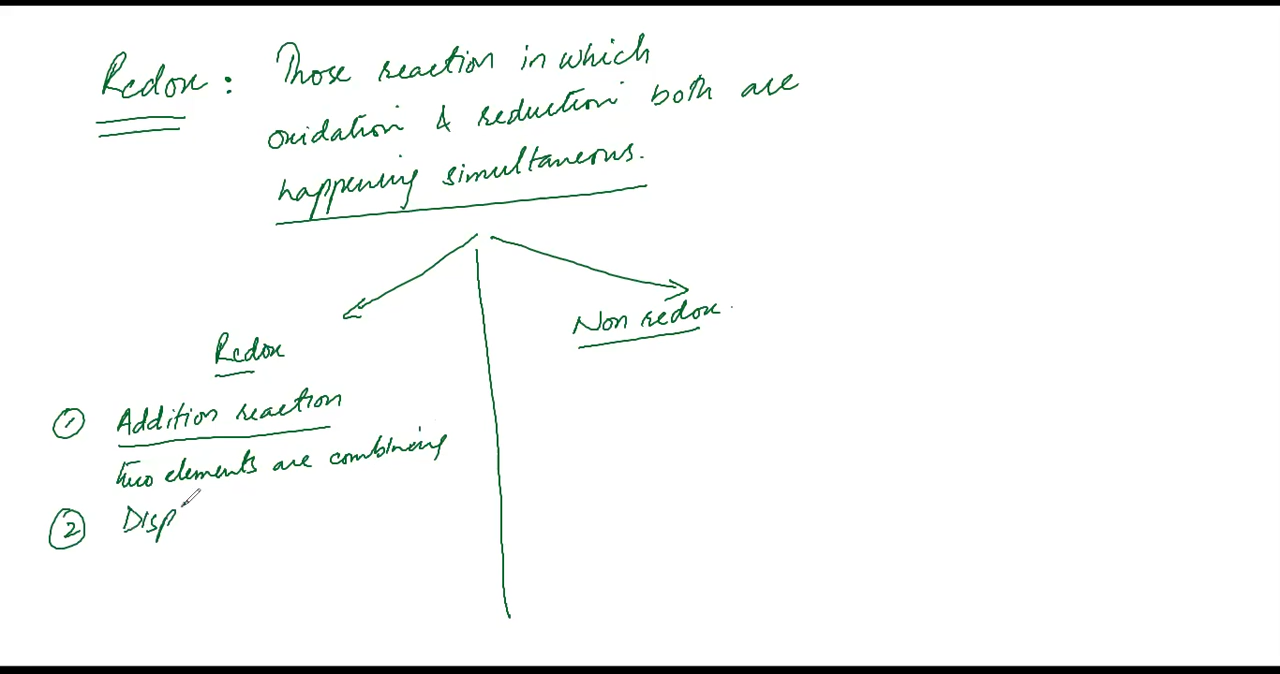 Redox : Those reaction in which
oxidation & reduction both are
happening simultaneous.
Redox
Non redox.
① Addition reaction
two elements are combining
② Disp